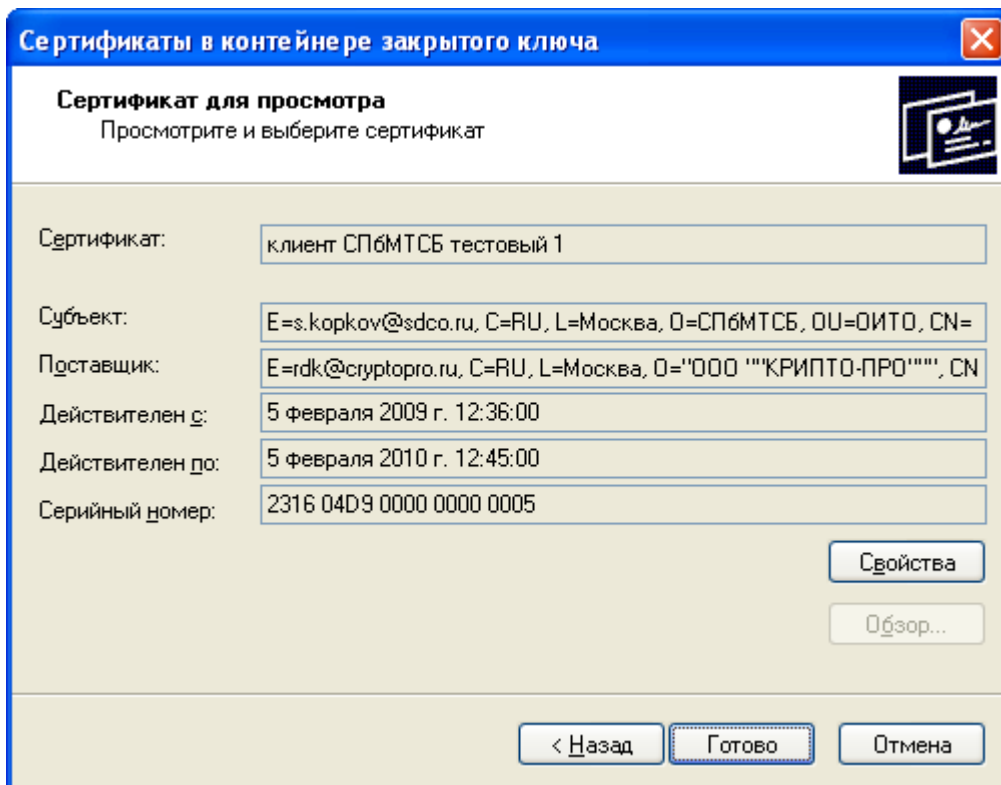 Сертификаты в контейнере закрытого ключа
Сертификат для просмотра
Просмотрите и выберите сертификат
Сертификат: клиент СПбМТСБ тестовый 1
Субъект: E=s.kopkov@sdco.ru, C=RU, L=Москва, O=СПбМТСБ, OU=ОИТО, CN=
Поставщик: E=rdk@cryptopro.ru, C=RU, L=Москва, O="ООО '""КРИПТО-ПРО'""", CN
Действителен с: 5 февраля 2009 г. 12:36:00
Действителен по: 5 февраля 2010 г. 12:45:00
Серийный номер: 2316 04D9 0000 0000 0005
Свойства
Обзор...
< Назад Готово Отмена